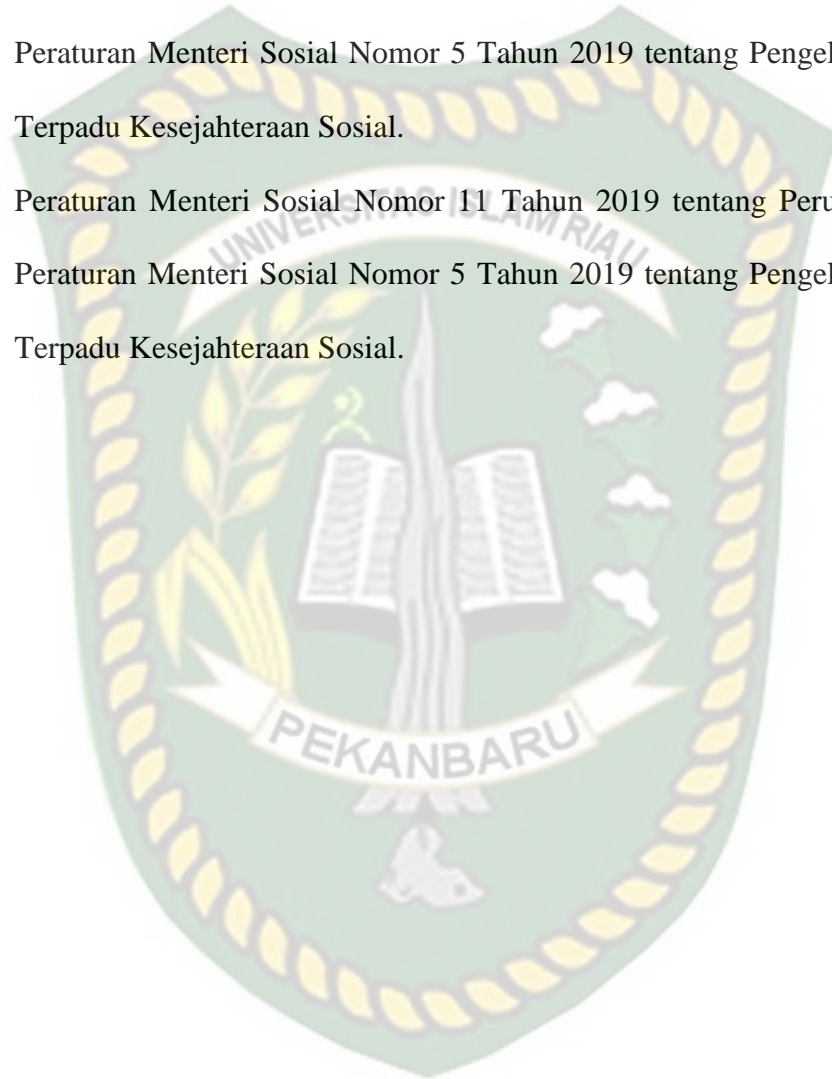 Peraturan Menteri Sosial Nomor 5 Tahun 2019 tentang Pengel
Terpadu Kesejahteraan Sosial.
Peraturan Menteri Sosial Nomor 11 Tahun 2019 tentang Peru
Peraturan Menteri Sosial Nomor 5 Tahun 2019 tentang Pengel
Terpadu Kesejahteraan Sosial.
UNIVERSITAS ISLAM RIAU
PEKANBARU